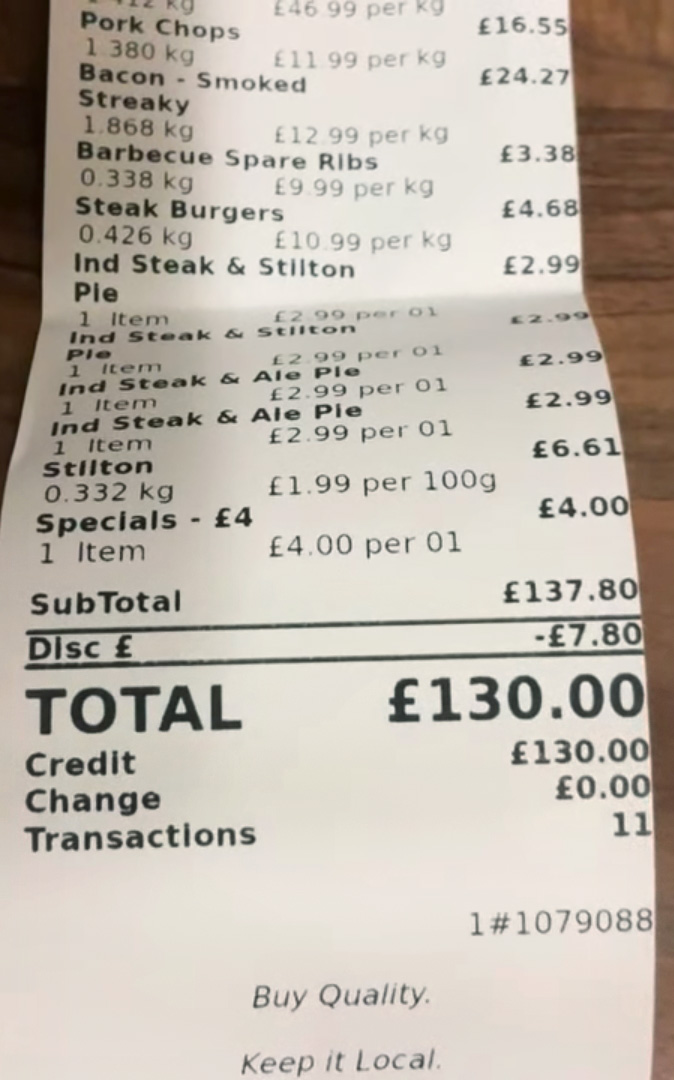 £46.99 per kg
Pork Chops £16.55
1.380 kg £11.99 per kg
Bacon - Smoked £24.27
Streaky
1.868 kg £12.99 per kg
Barbecue Spare Ribs £3.38
0.338 kg £9.99 per kg
Steak Burgers £4.68
0.426 kg £10.99 per kg
Ind Steak & Stilton £2.99
Pie
1 Item £2.99 per 01
Ind Steak & Stilton £2.99
Pie
1 Item £2.99 per 01
Ind Steak & Ale Pie £2.99
1 Item £2.99 per 01
Ind Steak & Ale Pie £2.99
1 Item £2.99 per 01
Stilton £6.61
0.332 kg £1.99 per 100g
Specials - £4 £4.00
1 Item £4.00 per 01
SubTotal £137.80
Disc £ -£7.80
TOTAL £130.00
Credit £130.00
Change £0.00
Transactions 11
1#1079088
Buy Quality.
Keep it Local.